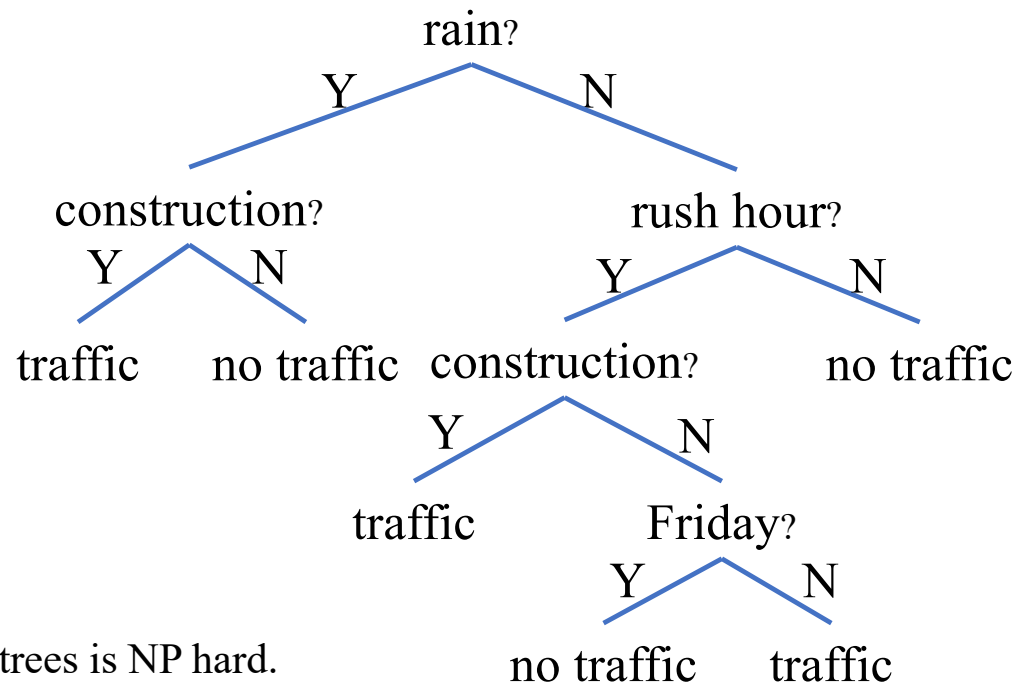 rain?
Y N
construction? rush hour?
Y N Y N
traffic no traffic construction? no traffic
Y N
traffic Friday?
Y N
trees is NP hard. no traffic traffic